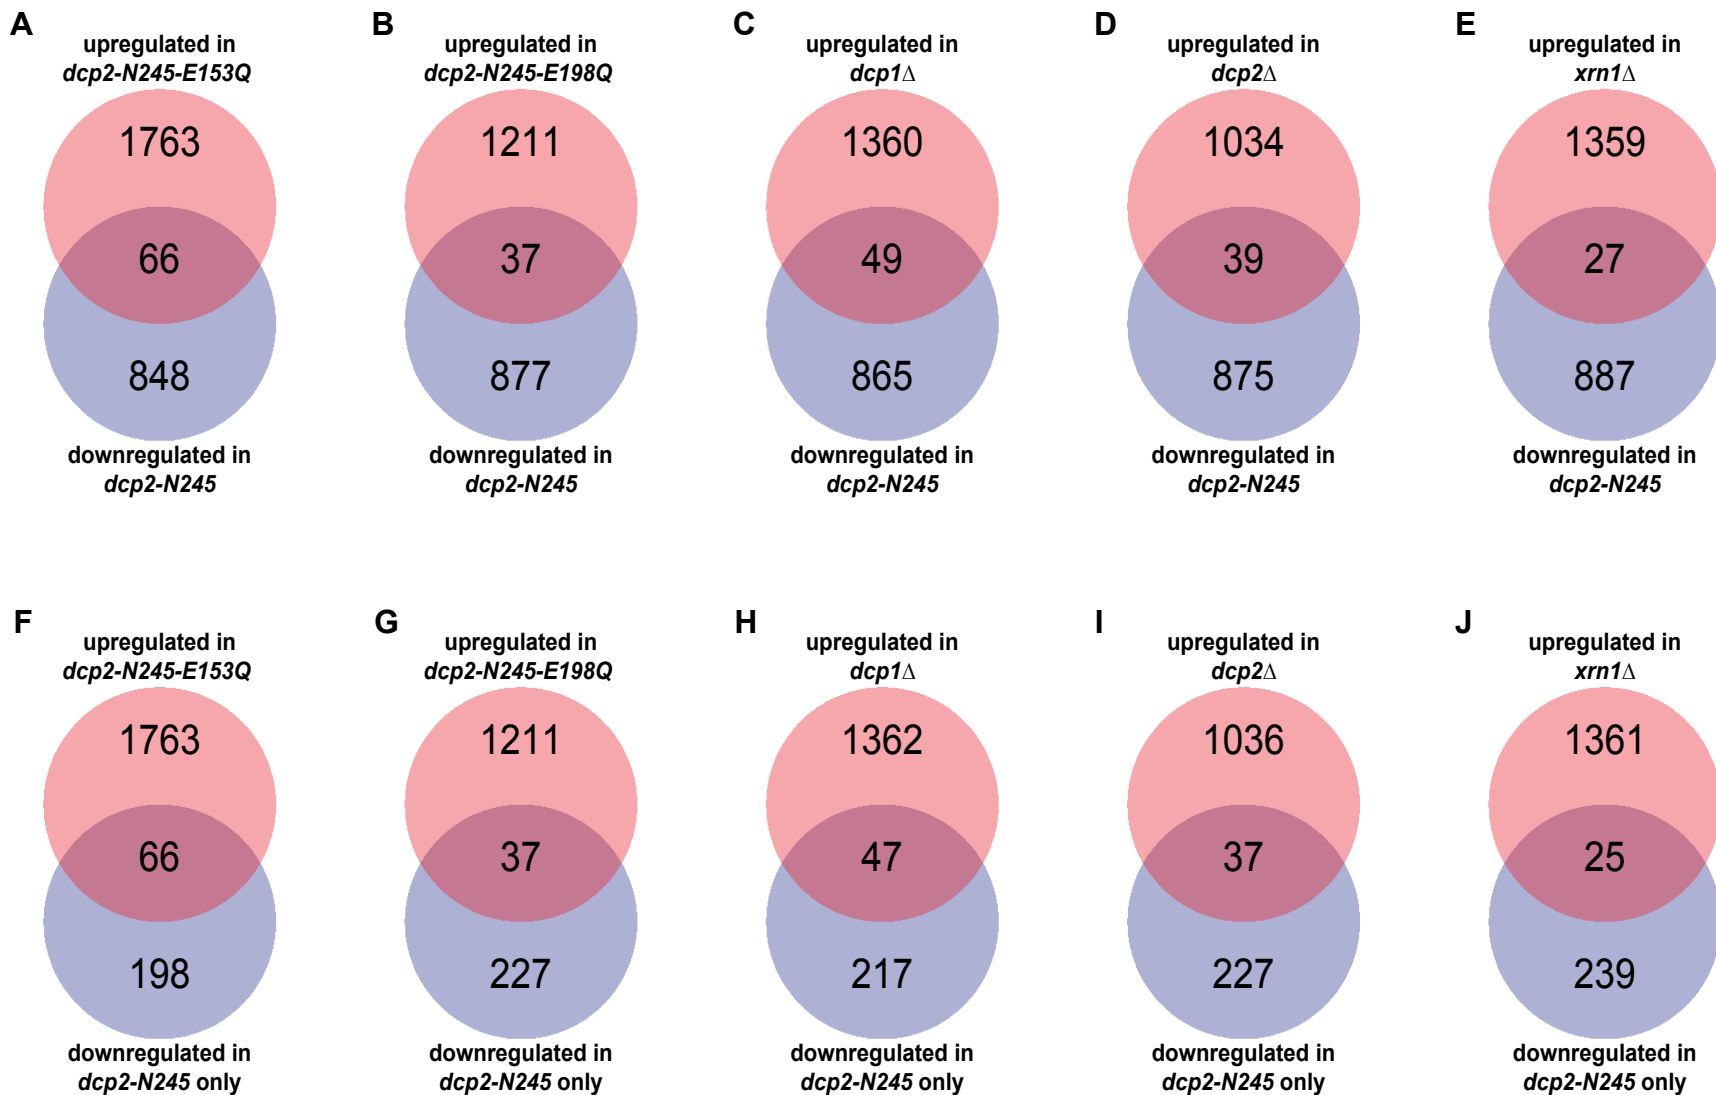 A
upregulated in
dcp2-N245-E153Q
1763
66
848
downregulated in
dcp2-N245
B
upregulated in
dcp2-N245-E198Q
1211
37
877
downregulated in
dcp2-N245
C
upregulated in
dcp1Δ
1360
49
865
downregulated in
dcp2-N245
D
upregulated in
dcp2Δ
1034
39
875
downregulated in
dcp2-N245
E
upregulated in
xrn1Δ
1359
27
887
downregulated in
dcp2-N245
F
upregulated in
dcp2-N245-E153Q
1763
66
198
downregulated in
dcp2-N245 only
G
upregulated in
dcp2-N245-E198Q
1211
37
227
downregulated in
dcp2-N245 only
H
upregulated in
dcp1Δ
1362
47
217
downregulated in
dcp2-N245 only
I
upregulated in
dcp2Δ
1036
37
227
downregulated in
dcp2-N245 only
J
upregulated in
xrn1Δ
1361
25
239
downregulated in
dcp2-N245 only